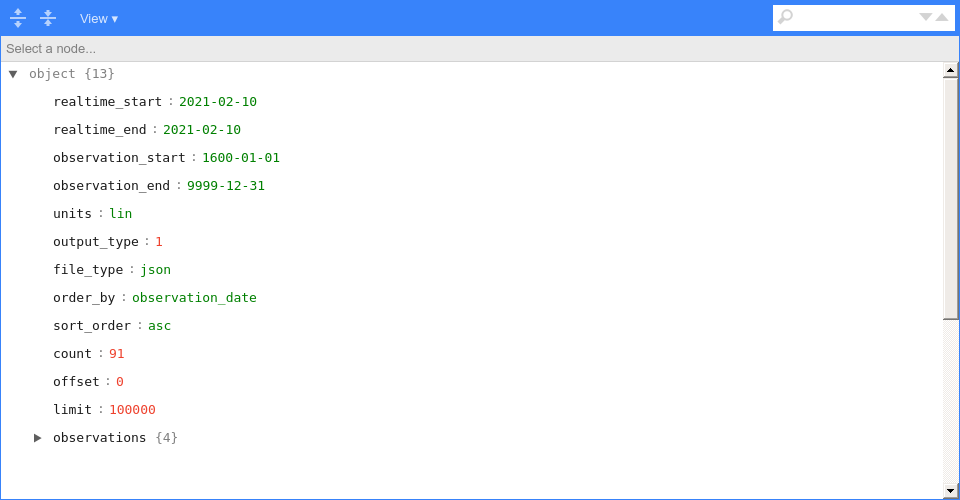 View ▾
Select a node...
object {13}
realtime_start : 2021-02-10
realtime_end : 2021-02-10
observation_start : 1600-01-01
observation_end : 9999-12-31
units : lin
output_type : 1
file_type : json
order_by : observation_date
sort_order : asc
count : 91
offset : 0
limit : 100000
observations {4}